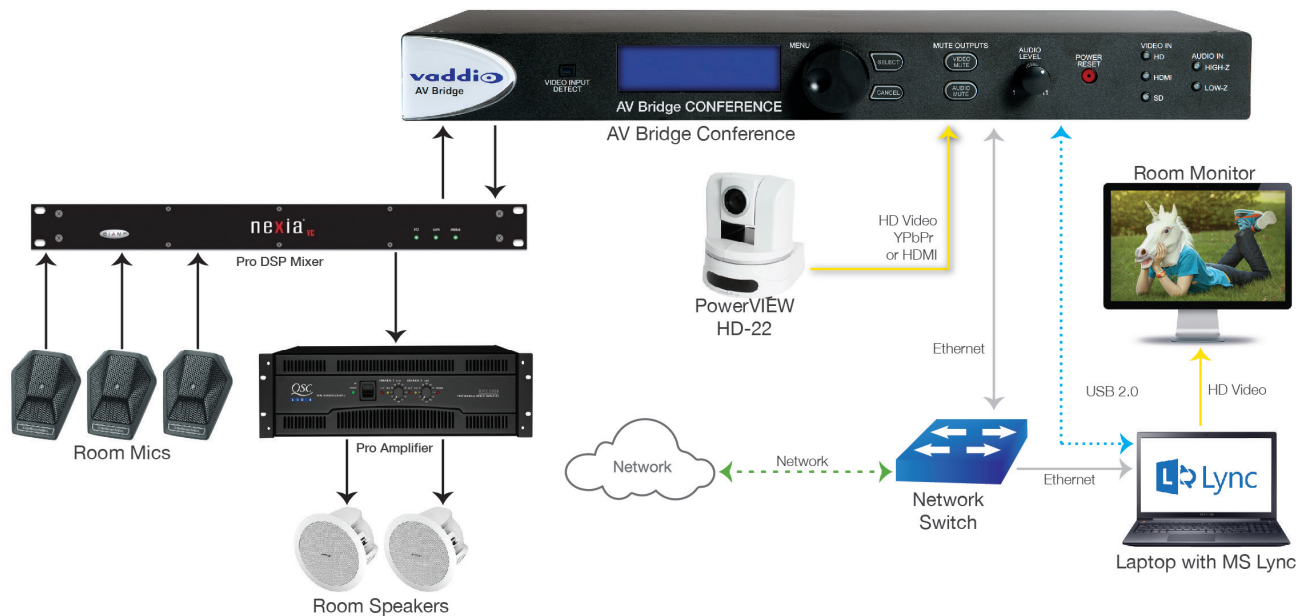 vaddio
AV Bridge
VIDEO INPUT
DETECT
AV Bridge CONFERENCE
MENU
SELECT
CANCEL
MUTE OUTPUTS
VIDEO
MUTE
AUDIO
MUTE
AUDIO
LEVEL
POWER
RESET
VIDEO IN
HD
HDMI
SD
AUDIO IN
HIGH-Z
LOW-Z
AV Bridge Conference
nexia VC
BIAMP
Pro DSP Mixer
HD Video
YPbPr
or HDMI
PowerVIEW
HD-22
Room Monitor
Ethernet
USB 2.0
HD Video
QSC
AUDIO
Pro Amplifier
Room Mics
Network
Network
Network
Switch
Ethernet
Lync
Laptop with MS Lync
Room Speakers